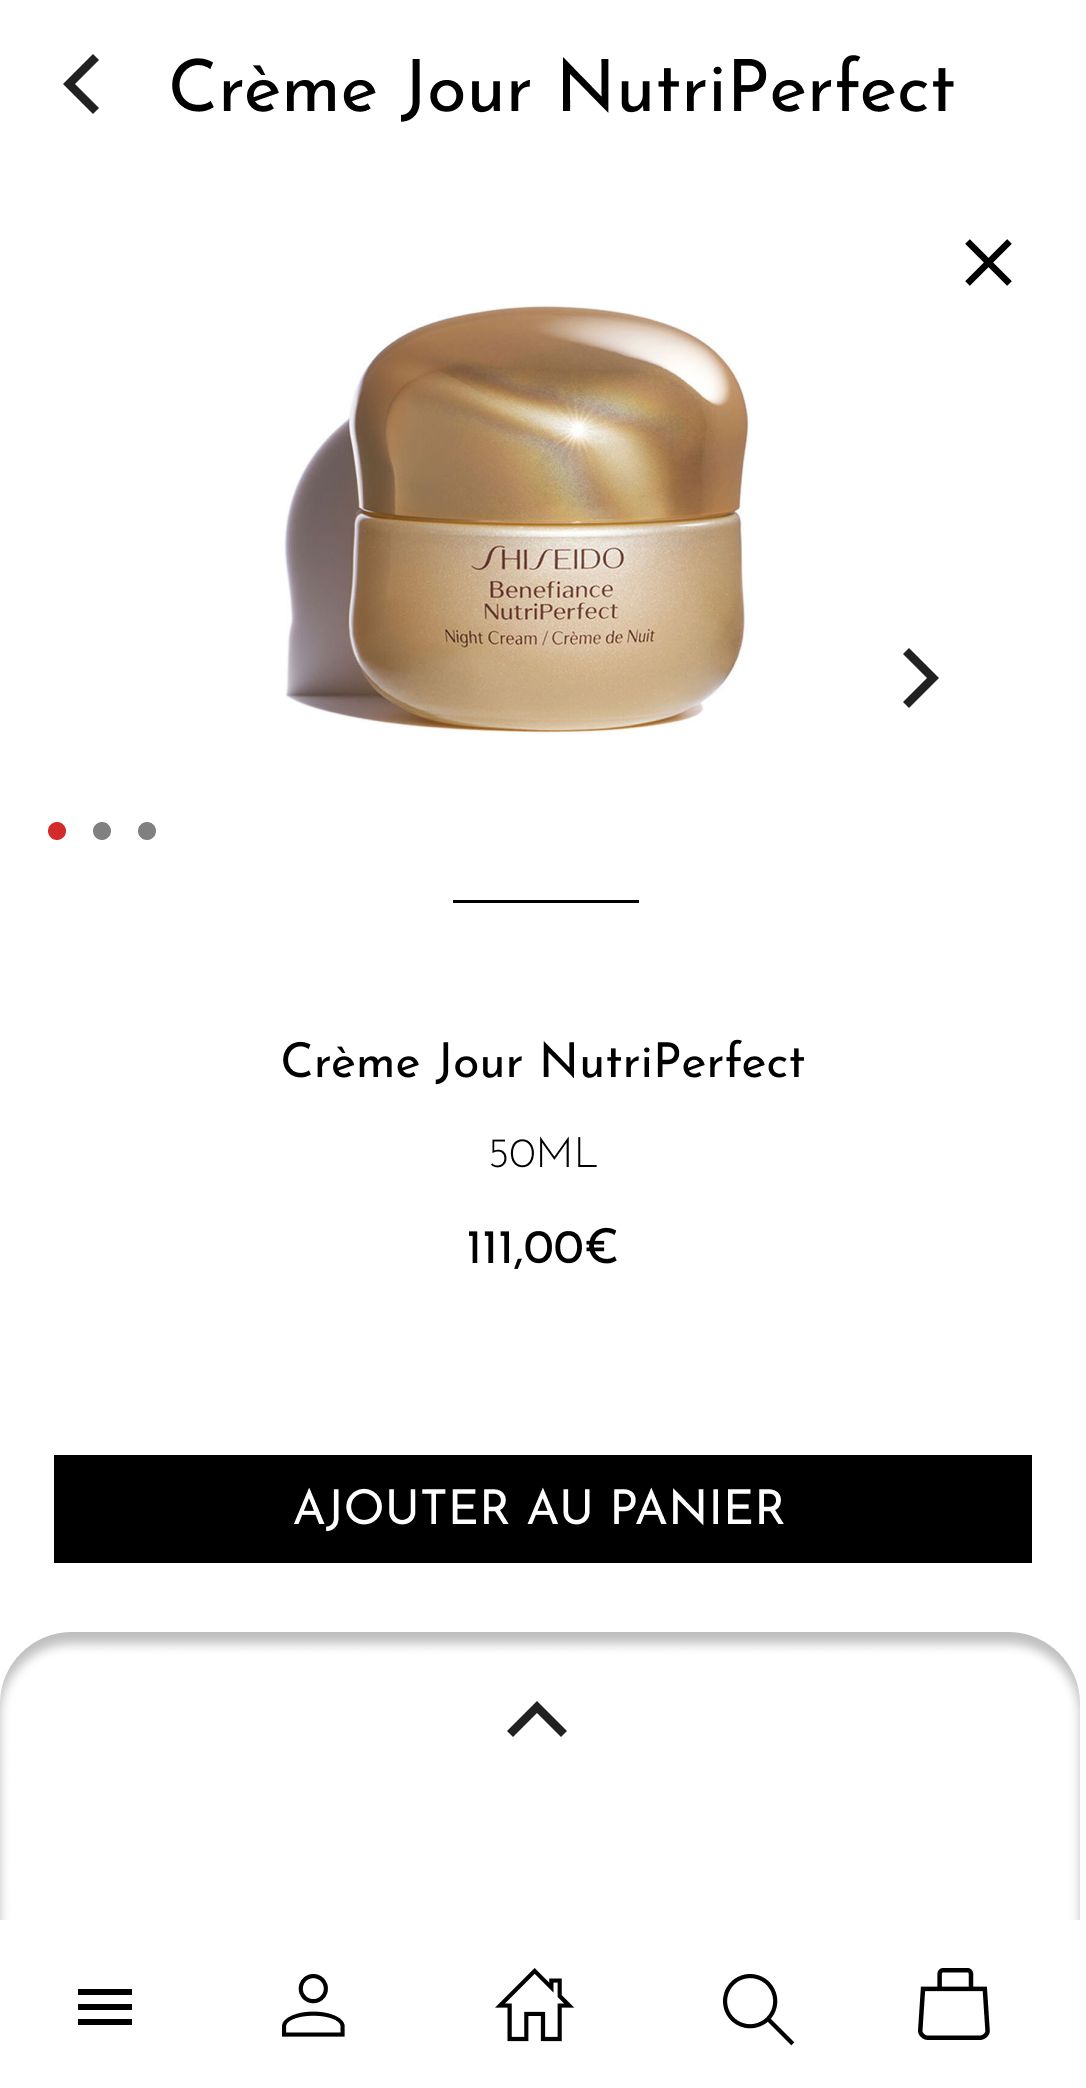 Crème Jour NutriPerfect
SHISEIDO
Benefiance
NutriPerfect
Night Cream / Crème de Nuit
Crème Jour NutriPerfect
50ML
111,00€
AJOUTER AU PANIER